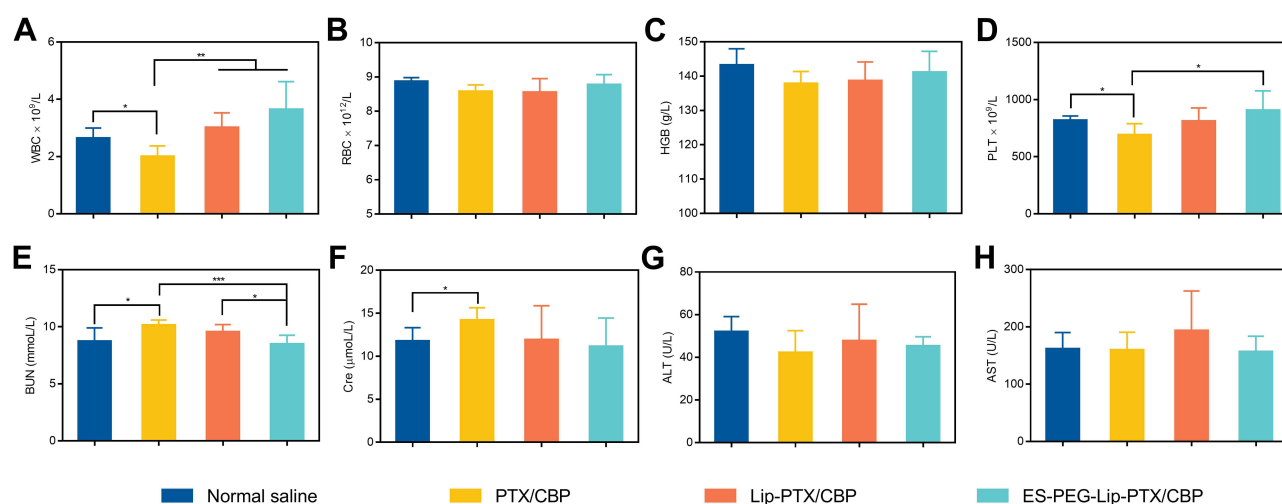 A
WBC × 10⁹/L
6
4
2
0
*
**
B
RBC × 10¹²/L
10
9
8
7
6
5
C
HGB (g/L)
150
140
130
120
110
100
D
PLT × 10⁹/L
1500
1000
500
0
*
*
E
BUN (mmoL/L)
15
10
5
0
*
***
*
F
Cre (μmoL/L)
20
15
10
5
0
*
G
ALT (U/L)
80
60
40
20
0
H
AST (U/L)
300
200
100
0
Normal saline
PTX/CBP
Lip-PTX/CBP
ES-PEG-Lip-PTX/CBP